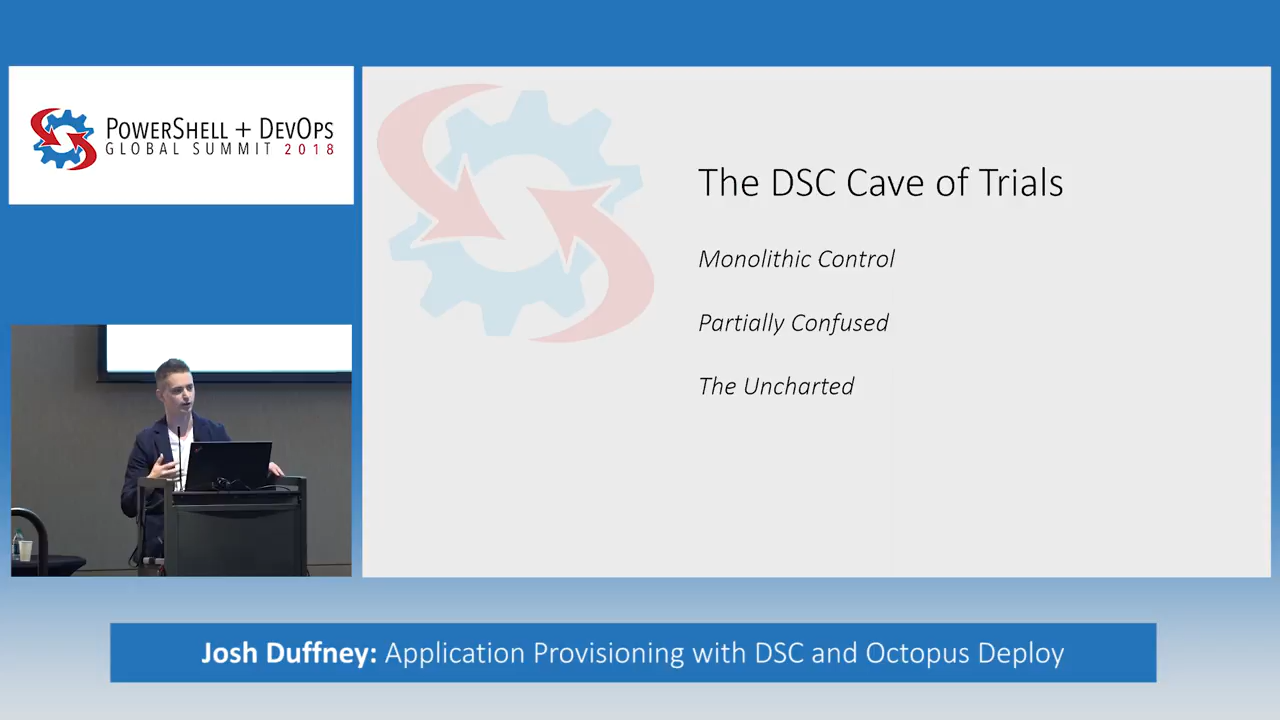 POWERSHELL + DEVOPS
GLOBAL SUMMIT 2018
The DSC Cave of Trials
Monolithic Control
Partially Confused
The Uncharted
Josh Duffney: Application Provisioning with DSC and Octopus Deploy